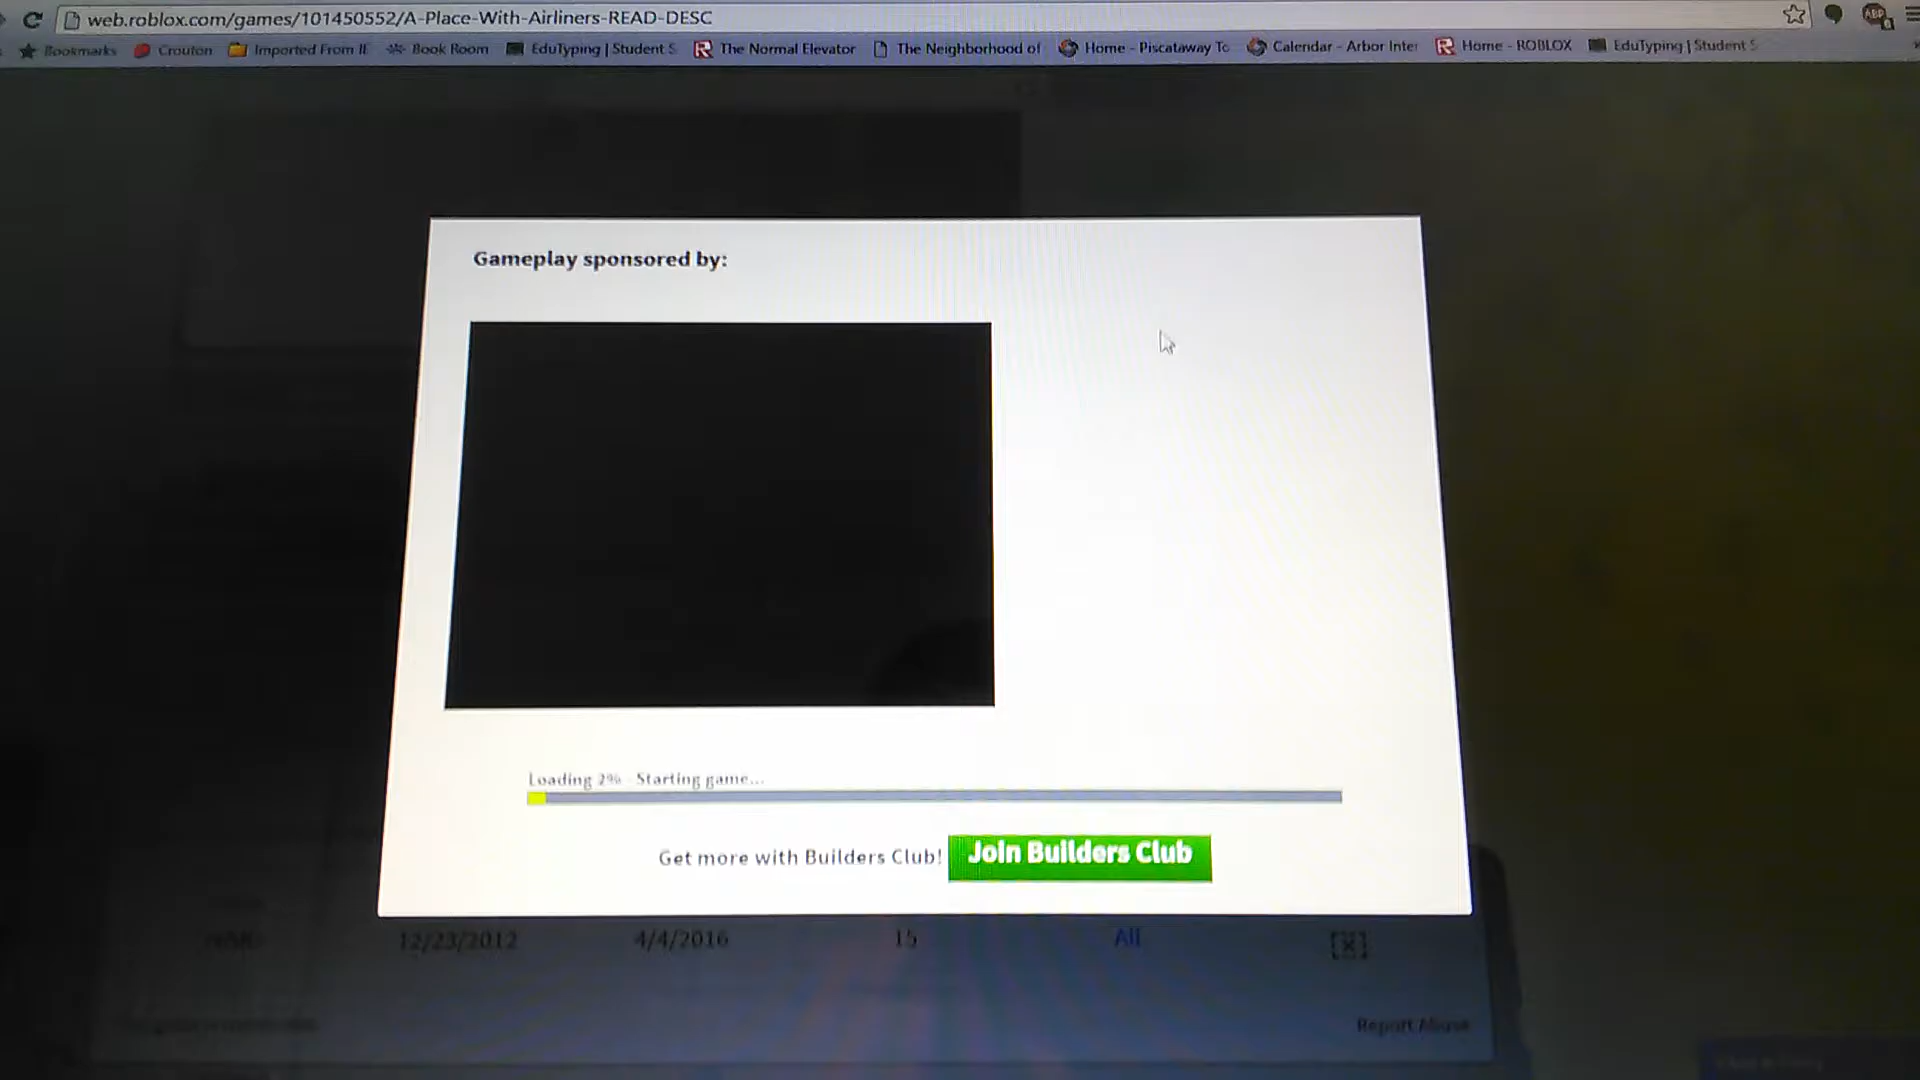 web.roblox.com/games/101450552/A-Place-With-Airliners-READ-DESC
ABP
Bookmarks Crouton Imported From IE Book Room EduTyping | Student S The Normal Elevator The Neighborhood of Home - Piscataway To Calendar - Arbor Inter Home - ROBLOX EduTyping | Student S
Gameplay sponsored by:
Loading 2% - Starting game...
Get more with Builders Club! Join Builders Club
12/23/2012 4/4/2016 15 All
Report Abuse